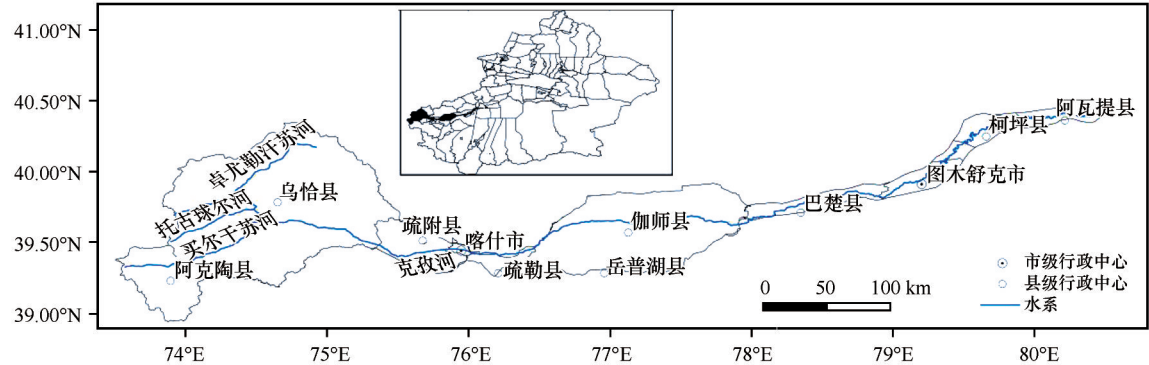 41.00°N
40.50°N
40.00°N
39.50°N
39.00°N
阿瓦提县
柯坪县
图木舒克市
巴楚县
卓尤勒汗苏河
乌恰县
托古球尔河
买尔干苏河
阿克陶县
疏附县
喀什市
克孜河
疏勒县
伽师县
岳普湖县
市级行政中心
县级行政中心
水系
0 50 100 km
74°E 75°E 76°E 77°E 78°E 79°E 80°E